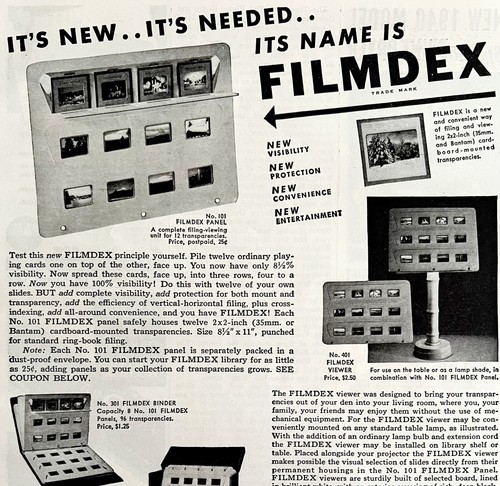 IT'S NEW..IT'S NEEDED..
ITS NAME IS
FILMDEX
TRADE MARK
FILMDEX is a new
and convenient way
of filing and view-
ing 2x2-inch (35mm.
and Bantam) card-
board-mounted
transparencies.
NEW
VISIBILITY
NEW
PROTECTION
NEW
CONVENIENCE
NEW
ENTERTAINMENT
No. 101
FILMDEX PANEL
A complete filing-viewing
unit for 12 transparencies.
Price, postpaid, 25¢
Test this new FILMDEX principle yourself. Pile twelve ordinary play-
ing cards one on top of the other, face up. You now have only 8½%
visibility. Now spread these cards, face up, into three rows, four to
a row. Now you have 100% visibility! Do this with twelve of your own
slides. BUT add complete visibility, add protection for both mount and
transparency, add the efficiency of vertical-horizontal filing, plus cross-
indexing, add all-around convenience, and you have FILMDEX! Each
No. 101 FILMDEX panel safely houses twelve 2x2-inch (35mm. or
Bantam) cardboard-mounted transparencies. Size 8½" x 11", punched
for standard ring-book filing.
Note: Each No. 101 FILMDEX panel is separately packed in a
dust-proof envelope. You can start your FILMDEX library for as little
as 25¢, adding panels as your collection of transparencies grows. SEE
COUPON BELOW.
No. 301 FILMDEX BINDER
Capacity 8 No. 101 FILMDEX
Panels, 96 transparencies.
Price, $1.25
No. 401
FILMDEX
VIEWER
Price, $2.50
For use on the table or as a lamp shade, in
combination with No. 101 FILMDEX Panel.
The FILMDEX viewer was designed to bring your transpar-
encies out of your den into your living room, where you, your
family, your friends may enjoy them without the use of me-
chanical equipment. For the FILMDEX viewer may be con-
veniently mounted on any standard table lamp, as illustrated.
With the addition of an ordinary lamp bulb and extension cord
the FILMDEX viewer may be installed on library shelf or
table. Placed alongside your projector the FILMDEX viewer
makes possible the visual selection of slides directly from their
permanent housings in the No. 101 FILMDEX Panel.
FILMDEX viewers are sturdily built of selected board, lined